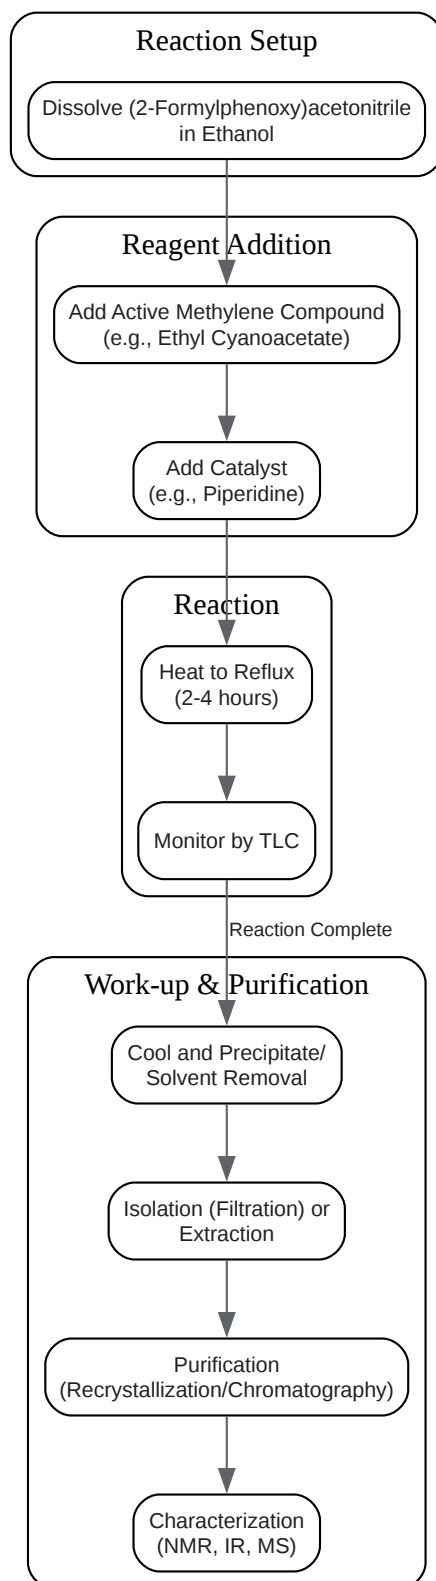 Reaction Setup
Dissolve (2-Formylphenoxy)acetonitrile
in Ethanol
Reagent Addition
Add Active Methylene Compound
(e.g., Ethyl Cyanoacetate)
Add Catalyst
(e.g., Piperidine)
Reaction
Heat to Reflux
(2-4 hours)
Monitor by TLC
Reaction Complete
Work-up & Purification
Cool and Precipitate/
Solvent Removal
Isolation (Filtration) or
Extraction
Purification
(Recrystallization/Chromatography)
Characterization
(NMR, IR, MS)